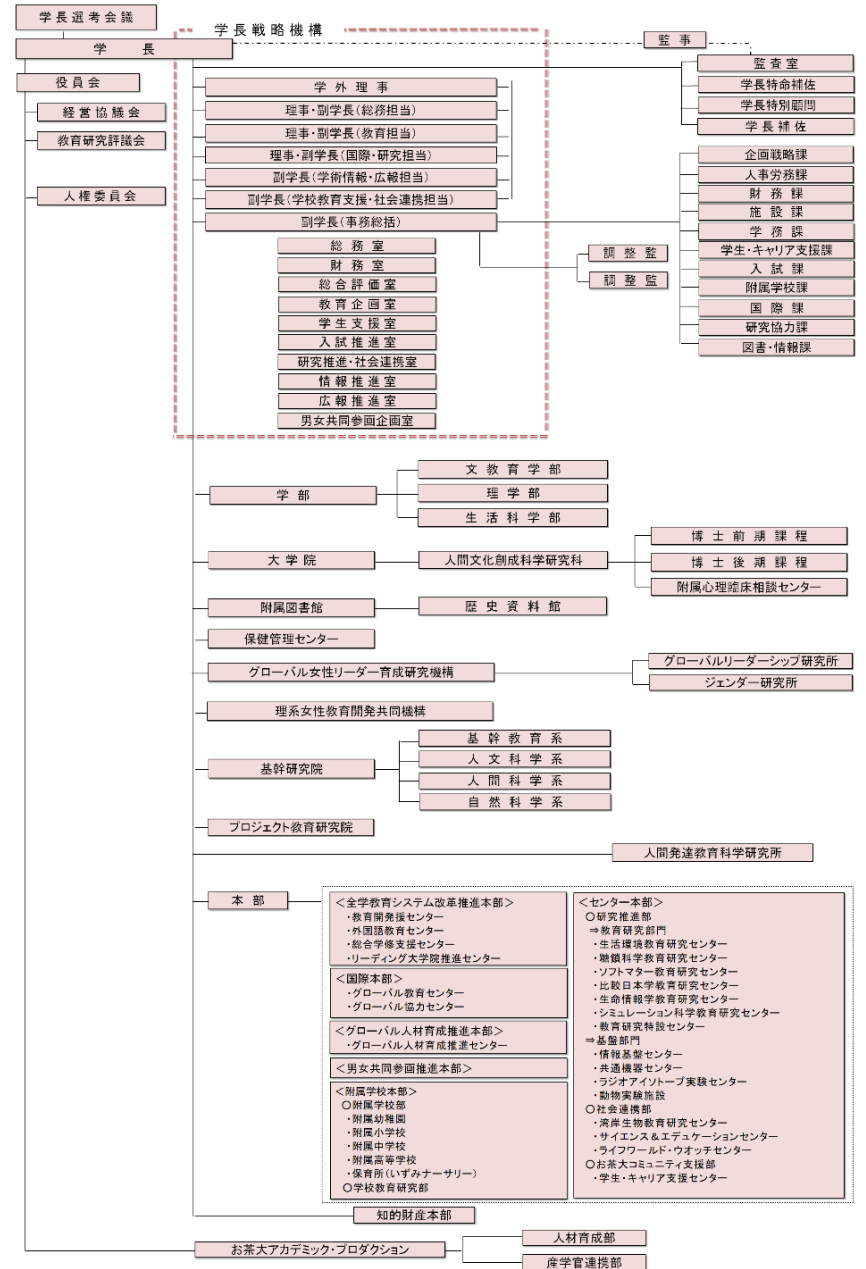 学長選考会議
学長戦略機構
学長
監事
監査室
学長特命補佐
学長特別顧問
学長補佐
役員会
経営協議会
教育研究評議会
人権委員会
学外理事
理事・副学長(総務担当)
理事・副学長(教育担当)
理事・副学長(国際・研究担当)
副学長(学術情報・広報担当)
副学長(学校教育支援・社会連携担当)
副学長(事務総括)
総務室
財務室
総合評価室
教育企画室
学生支援室
入試推進室
研究推進・社会連携室
情報推進室
広報推進室
男女共同参画企画室
調整監
調整監
企画戦略課
人事労務課
財務課
施設課
学務課
学生・キャリア支援課
入試課
附属学校課
国際課
研究協力課
図書・情報課
学部
文教育学部
理学部
生活科学部
大学院
人間文化創成科学研究科
博士前期課程
博士後期課程
附属心理臨床相談センター
附属図書館
歴史資料館
保健管理センター
グローバル女性リーダー育成研究機構
グローバルリーダーシップ研究所
ジェンダー研究所
理系女性教育開発共同機構
基幹研究院
基幹教育系
人文科学系
人間科学系
自然科学系
プロジェクト教育研究院
人間発達教育科学研究所
本部
<全学教育システム改革推進本部>
・教育開発援センター
・外国語教育センター
・総合学修支援センター
・リーディング大学院推進センター
<国際本部>
・グローバル教育センター
・グローバル協力センター
<グローバル人材育成推進本部>
・グローバル人材育成推進センター
<男女共同参画推進本部>
<附属学校本部>
○附属学校部
・附属幼稚園
・附属小学校
・附属中学校
・附属高等学校
・保育所(いずみナーサリー)
○学校教育研究部
<センター本部>
○研究推進部
⇒教育研究部門
・生活環境教育研究センター
・糖鎖科学教育研究センター
・ソフトマター教育研究センター
・比較日本学教育研究センター
・生命情報学教育研究センター
・シミュレーション科学教育研究センター
・教育研究特設センター
⇒基盤部門
・情報基盤センター
・共通機器センター
・ラジオアイソトープ実験センター
・動物実験施設
○社会連携部
・湾岸生物教育研究センター
・サイエンス&エデュケーションセンター
・ライフワールド・ウオッチセンター
○お茶大コミュニティ支援部
・学生・キャリア支援センター
知的財産本部
お茶大アカデミック・プロダクション
人材育成部
産学官連携部